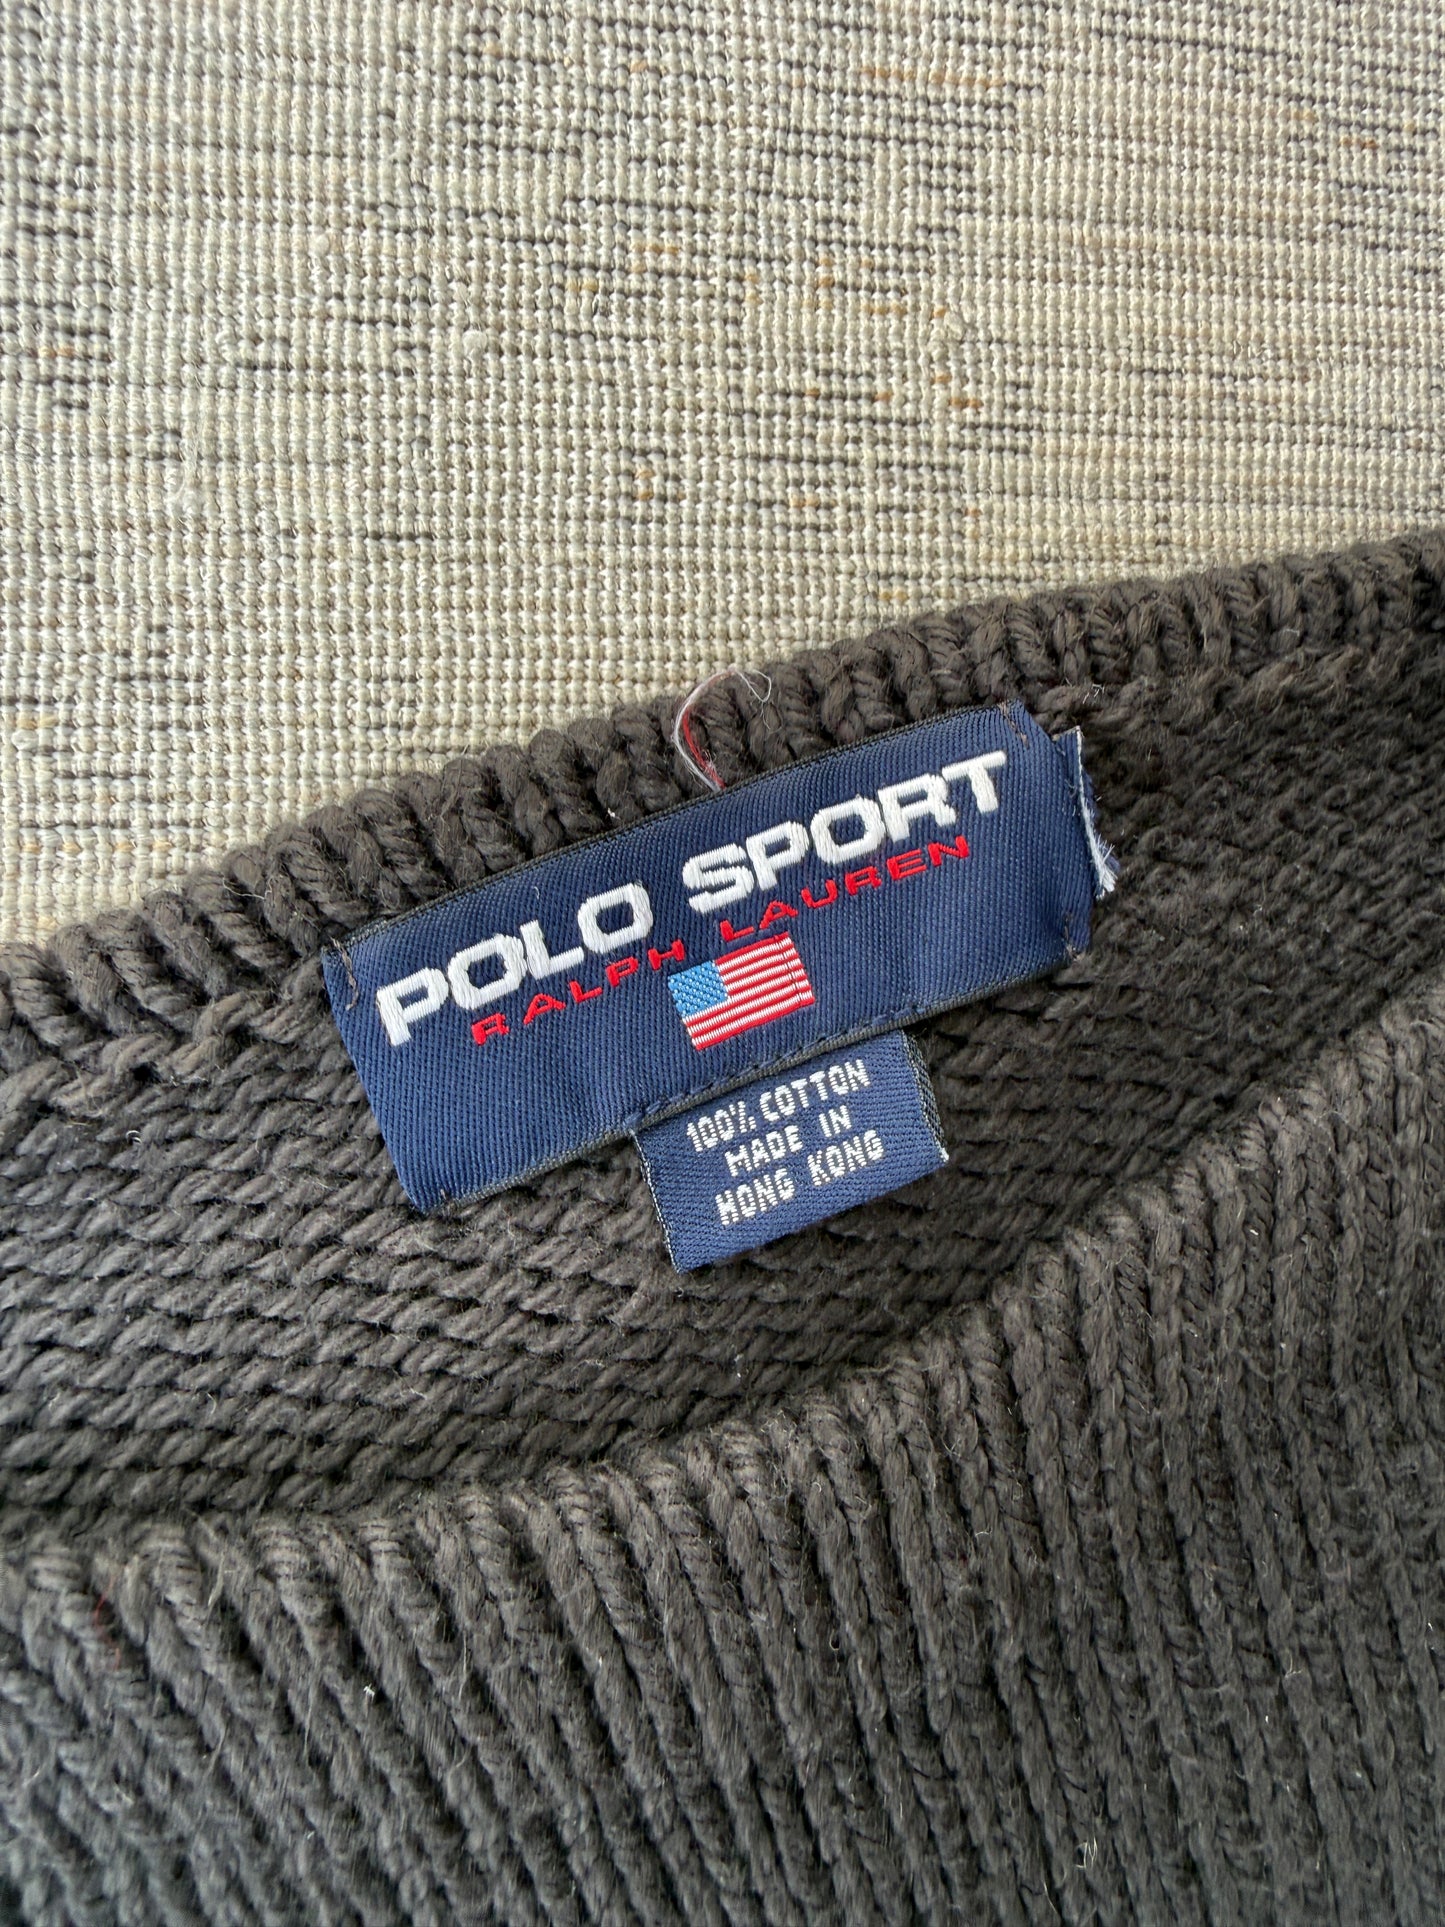 POLO SPORT
RALPH LAUREN
100% COTTON
MADE IN
HONG KONG